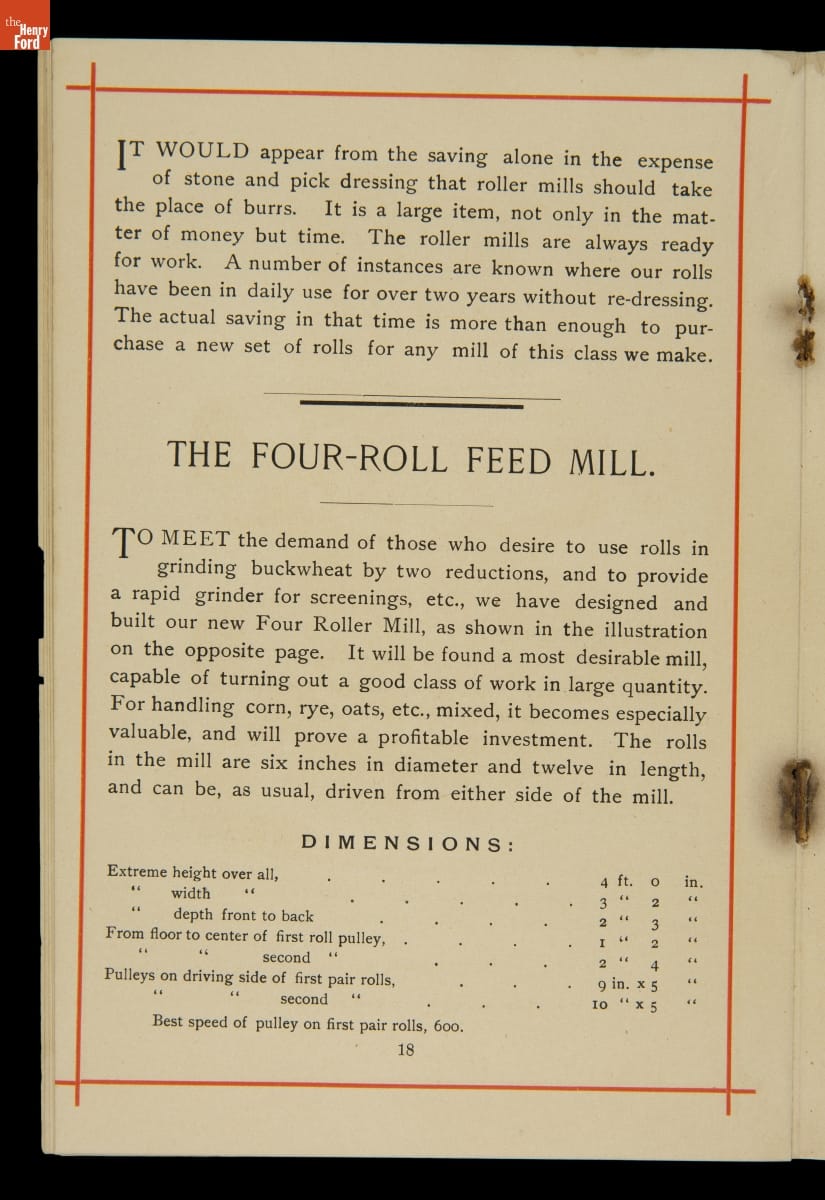 the
Henry
Ford
IT WOULD appear from the saving alone in the expense
of stone and pick dressing that roller mills should take
the place of burrs. It is a large item, not only in the mat-
ter of money but time. The roller mills are always ready
for work. A number of instances are known where our rolls
have been in daily use for over two years without re-dressing.
The actual saving in that time is more than enough to pur-
chase a new set of rolls for any mill of this class we make.
THE FOUR-ROLL FEED MILL.
TO MEET the demand of those who desire to use rolls in
grinding buckwheat by two reductions, and to provide
a rapid grinder for screenings, etc., we have designed and
built our new Four Roller Mill, as shown in the illustration
on the opposite page. It will be found a most desirable mill,
capable of turning out a good class of work in large quantity.
For handling corn, rye, oats, etc., mixed, it becomes especially
valuable, and will prove a profitable investment. The rolls
in the mill are six inches in diameter and twelve in length,
and can be, as usual, driven from either side of the mill.
DIMENSIONS:
Extreme height over all, . . . . . 4 ft. 0 in.
“ width “ . . . . . 3 “ 2 “
“ depth front to back . . . . 2 “ 3 “
From floor to center of first roll pulley, . . . . 1 “ 2 “
“ “ second “ . . . 2 “ 4 “
Pulleys on driving side of first pair rolls, . . . 9 in. x 5 “
“ “ second “ . . . 10 “ x 5 “
Best speed of pulley on first pair rolls, 600.
18